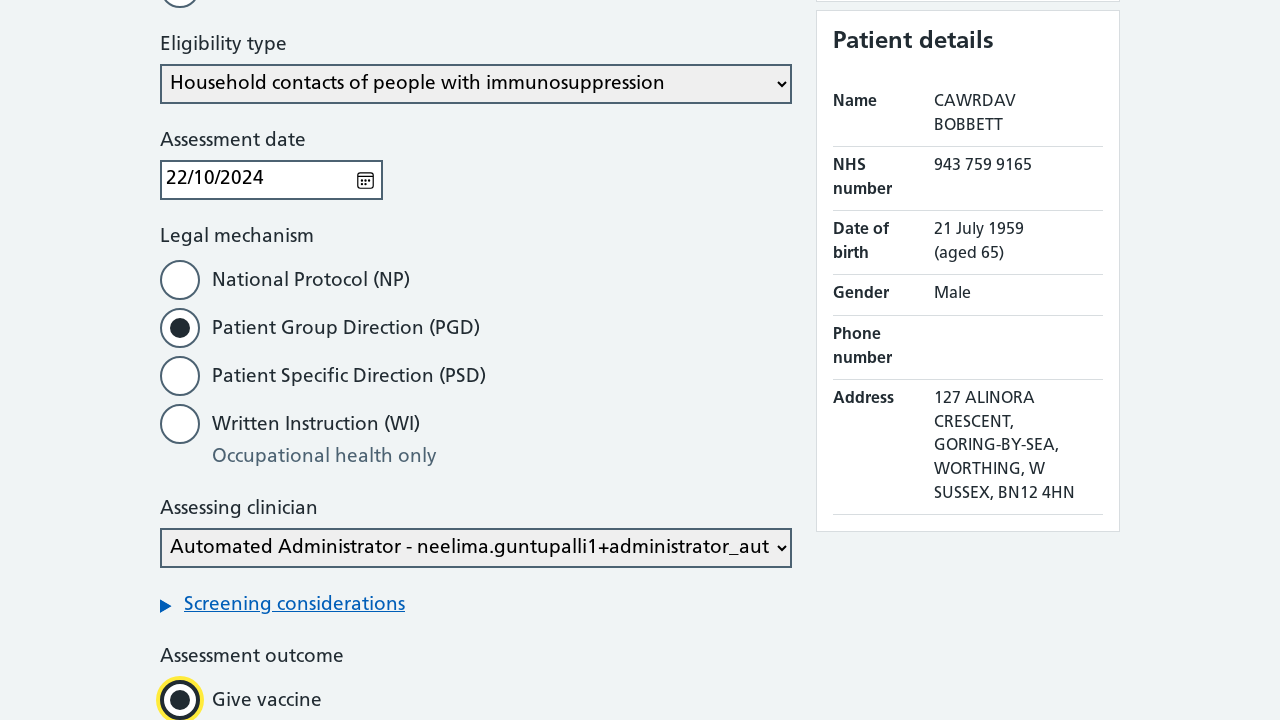 Eligibility type
Household contacts of people with immunosuppression
Assessment date
22/10/2024
Legal mechanism
National Protocol (NP)
Patient Group Direction (PGD)
Patient Specific Direction (PSD)
Written Instruction (WI)
Occupational health only
Assessing clinician
Automated Administrator - neelima.guntupalli1+administrator_aut
Screening considerations
Assessment outcome
Give vaccine
Patient details
Name CAWRDAV
BOBBETT
NHS 943 759 9165
number
Date of 21 July 1959
birth (aged 65)
Gender Male
Phone
number
Address 127 ALINORA
CRESCENT,
GORING-BY-SEA,
WORTHING, W
SUSSEX, BN12 4HN